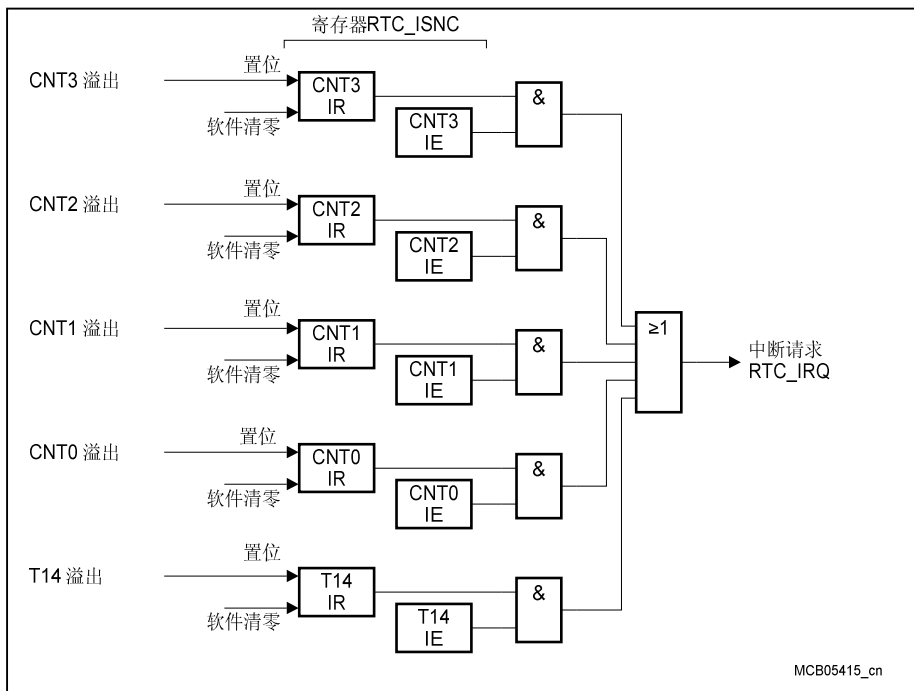 寄存器RTC_ISNC
CNT3 溢出
置位
软件清零
CNT3
IR
CNT3
IE
&
CNT2 溢出
置位
软件清零
CNT2
IR
CNT2
IE
&
CNT1 溢出
置位
软件清零
CNT1
IR
CNT1
IE
&
CNT0 溢出
置位
软件清零
CNT0
IR
CNT0
IE
&
T14 溢出
置位
软件清零
T14
IR
T14
IE
&
≥1
中断请求
RTC_IRQ
MCB05415_cn